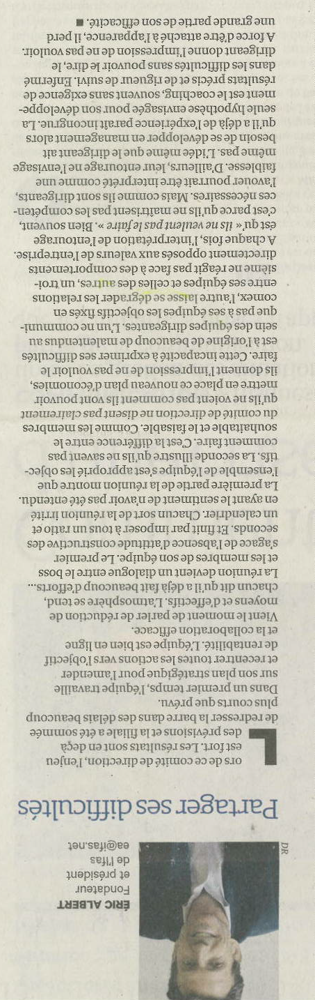 ÉRIC ALBERT
Fondateur
et président
de l'Ifas
ea@ifas.net
DR
Partager ses difficultés
Lors de ce comité de direction, l'enjeu
est fort. Les résultats sont en deçà
des prévisions et la filiale a été sommée
de redresser la barre dans des délais beaucoup
plus courts que prévu.
Dans un premier temps, l'équipe travaille
sur son plan stratégique pour l'amender
et recentrer toutes les actions vers l'objectif
de rentabilité. L'équipe est bien en ligne
et la collaboration efficace.
Vient le moment de parler de réduction de
moyens et d'effectifs. L'atmosphère se tend,
chacun dit qu'il a déjà fait beaucoup d'efforts...
La réunion devient un dialogue entre le boss
et les membres de son équipe. Le premier
s'agace de l'absence d'attitude constructive des
seconds. Et finit par imposer à tous un ratio et
un calendrier. Chacun sort de la réunion irrité
en ayant le sentiment de n'avoir pas été entendu.
La première partie de la réunion montre que
l'ensemble de l'équipe s'est approprié les objec-
tifs. La seconde illustre qu'ils ne savent pas
comment faire. C'est la différence entre le
souhaitable et le faisable. Comme les membres
du comité de direction ne disent pas clairement
qu'ils ne voient pas comment ils vont pouvoir
mettre en place ce nouveau plan d'économies,
ils donnent l'impression de ne pas vouloir le
faire. Cette incapacité à exprimer ses difficultés
est à l'origine de beaucoup de malentendus au
sein des équipes dirigeantes. L'un ne communi-
que pas à ses équipes les objectifs fixés en
comex, l'autre laisse se dégrader les relations
entre ses équipes et celles des autres, un troi-
sième ne réagit pas face à des comportements
directement opposés aux valeurs de l'entreprise.
A chaque fois, l'interprétation de l'entourage
est qu'« ils ne veulent pas le faire ». Bien souvent,
c'est parce qu'ils ne maîtrisent pas les compéten-
ces nécessaires. Mais comme ils sont dirigeants,
l'avouer pourrait être interprété comme une
faiblesse. D'ailleurs, leur entourage ne l'envisage
même pas. L'idée même que le dirigeant ait
besoin de se développer en management alors
qu'il a déjà de l'expérience paraît incongrue. La
seule hypothèse envisagée pour son développe-
ment est le coaching, souvent sans exigence de
résultats précis et de rigueur de suivi. Enfermé
dans les difficultés sans pouvoir le dire, le
dirigeant donne l'impression de ne pas vouloir.
A force d'être attaché à l'apparence, il perd
une grande partie de son efficacité. ■